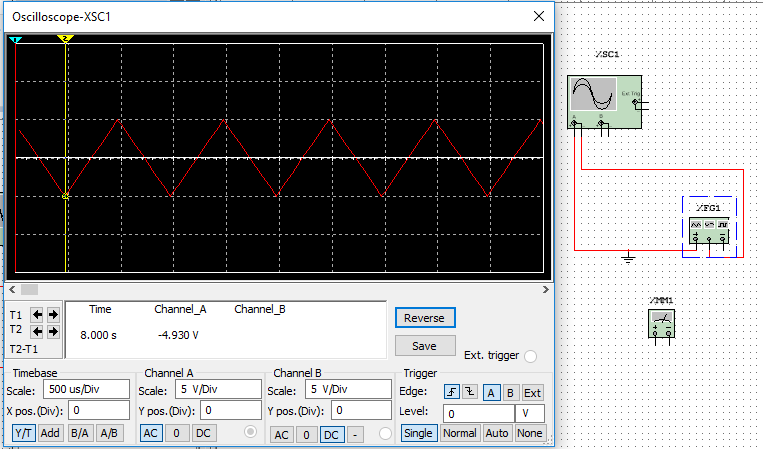 Oscilloscope-XSC1
1
2
XSC1
Ext Trig
A
B
XFG1
XMM1
T1
T2
T2-T1
Time Channel_A Channel_B
8.000 s -4.930 V
Reverse
Save
Ext. trigger
Timebase
Scale: 500 us/Div
X pos.(Div): 0
Y/T Add B/A A/B
Channel A
Scale: 5 V/Div
Y pos.(Div): 0
AC 0 DC
Channel B
Scale: 5 V/Div
Y pos.(Div): 0
AC 0 DC -
Trigger
Edge: A B Ext
Level: 0 V
Single Normal Auto None